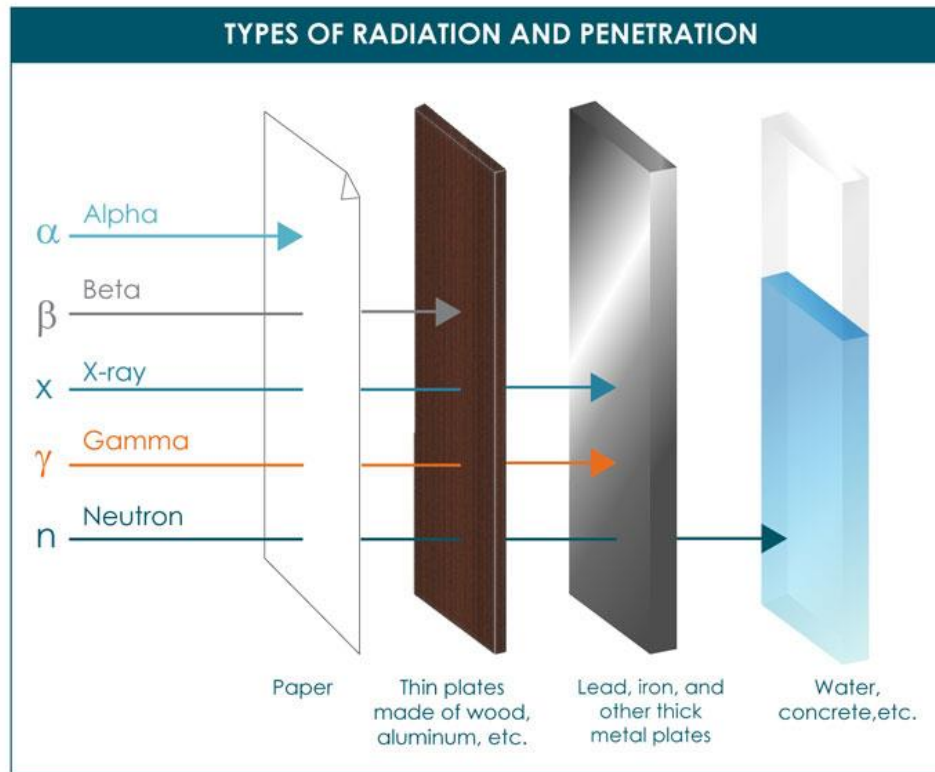 TYPES OF RADIATION AND PENETRATION
α Alpha
β Beta
x X-ray
γ Gamma
n Neutron
Paper
Thin plates
made of wood,
aluminum, etc.
Lead, iron, and
other thick
metal plates
Water,
concrete,etc.